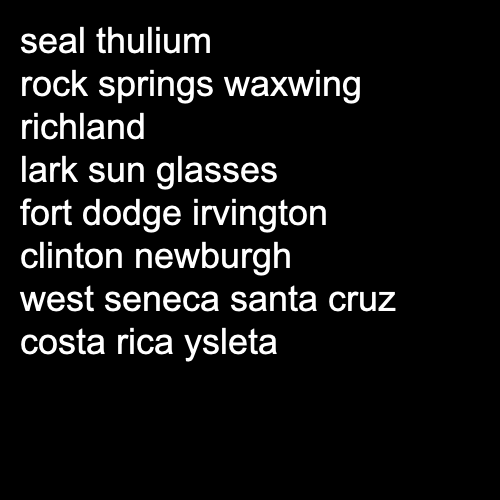 seal thulium
rock springs waxwing
richland
lark sun glasses
fort dodge irvington
clinton newburgh
west seneca santa cruz
costa rica ysleta